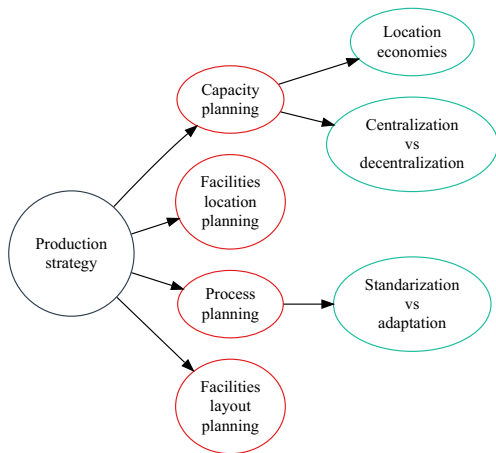 Production
strategy
Capacity
planning
Facilities
location
planning
Process
planning
Facilities
layout
planning
Location
economies
Centralization
vs
decentralization
Standarization
vs
adaptation